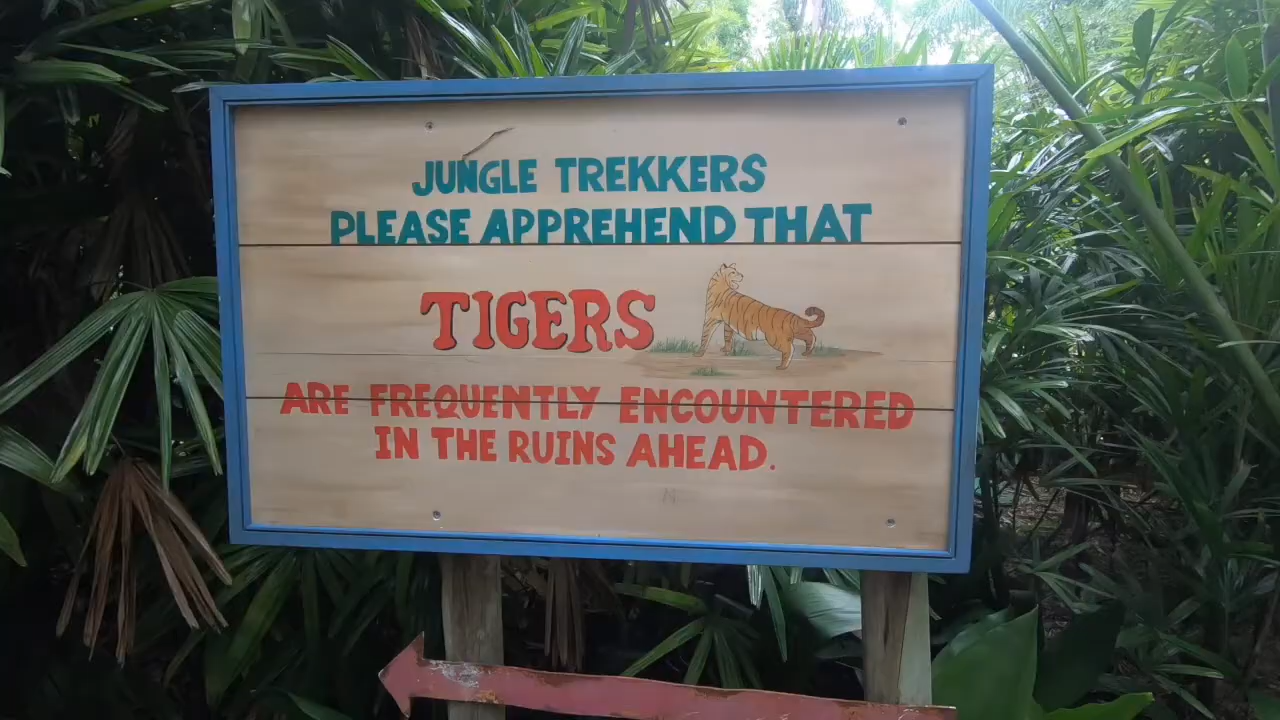 JUNGLE TREKKERS
PLEASE APPREHEND THAT
TIGERS
ARE FREQUENTLY ENCOUNTERED
IN THE RUINS AHEAD.